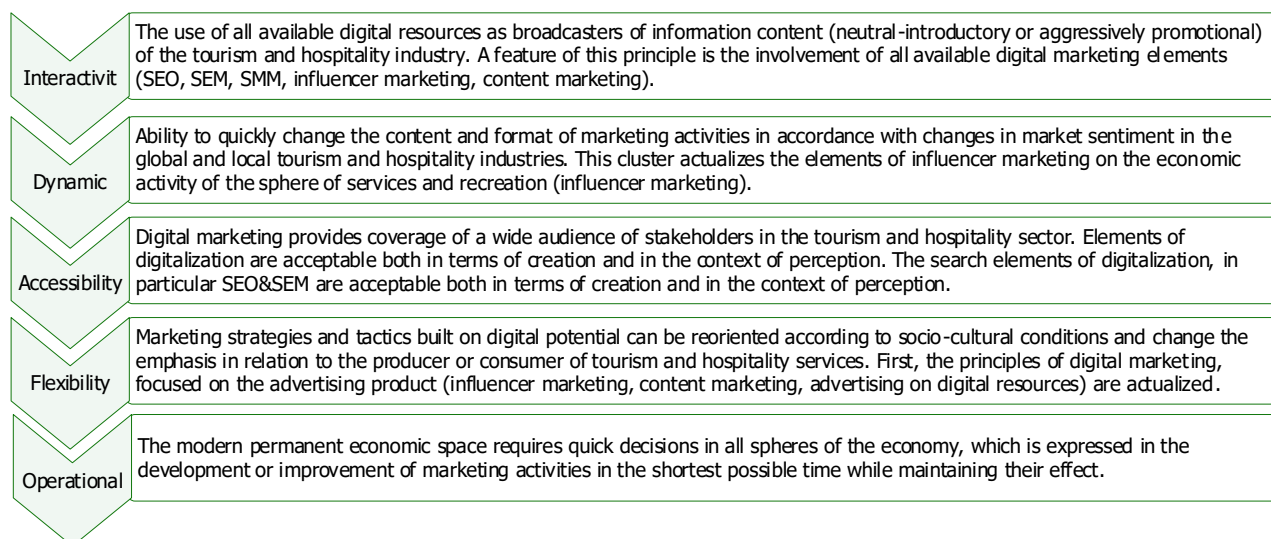 Interactivit
The use of all available digital resources as broadcasters of information content (neutral-introductory or aggressively promotional)
of the tourism and hospitality industry. A feature of this principle is the involvement of all available digital marketing elements
(SEO, SEM, SMM, influencer marketing, content marketing).
Dynamic
Ability to quickly change the content and format of marketing activities in accordance with changes in market sentiment in the
global and local tourism and hospitality industries. This cluster actualizes the elements of influencer marketing on the economic
activity of the sphere of services and recreation (influencer marketing).
Accessibility
Digital marketing provides coverage of a wide audience of stakeholders in the tourism and hospitality sector. Elements of
digitalization are acceptable both in terms of creation and in the context of perception. The search elements of digitalization, in
particular SEO&SEM are acceptable both in terms of creation and in the context of perception.
Flexibility
Marketing strategies and tactics built on digital potential can be reoriented according to socio-cultural conditions and change the
emphasis in relation to the producer or consumer of tourism and hospitality services. First, the principles of digital marketing,
focused on the advertising product (influencer marketing, content marketing, advertising on digital resources) are actualized.
Operational
The modern permanent economic space requires quick decisions in all spheres of the economy, which is expressed in the
development or improvement of marketing activities in the shortest possible time while maintaining their effect.